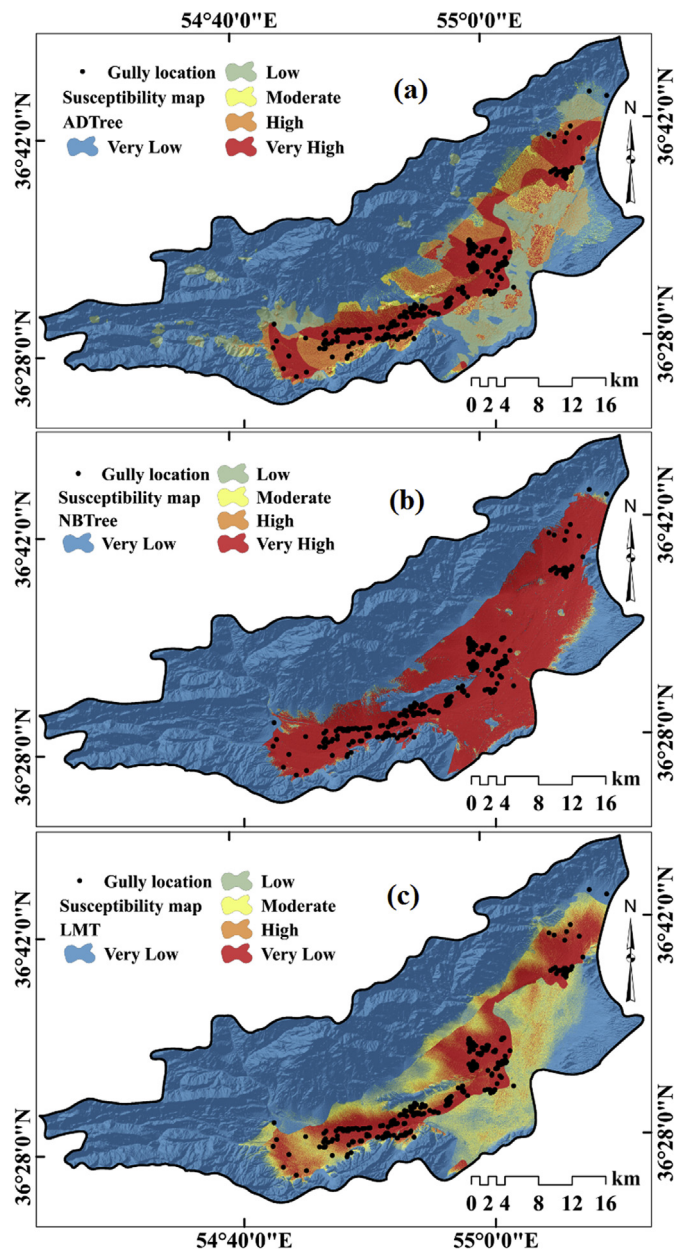 54°40'0"E 55°0'0"E
Gully location
Susceptibility map
ADTree
Very Low
Low
Moderate
High
Very High
(a)
N
36°42'0"N
36°42'0"N
36°28'0"N
36°28'0"N
km
0 2 4 8 12 16
Gully location
Susceptibility map
NBTree
Very Low
Low
Moderate
High
Very High
(b)
N
36°42'0"N
36°42'0"N
36°28'0"N
36°28'0"N
km
0 2 4 8 12 16
Gully location
Susceptibility map
LMT
Very Low
Low
Moderate
High
Very Low
(c)
N
36°42'0"N
36°42'0"N
36°28'0"N
36°28'0"N
km
0 2 4 8 12 16
54°40'0"E 55°0'0"E